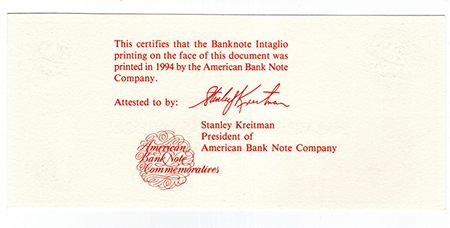 This certifies that the Banknote Intaglio
printing on the face of this document was
printed in 1994 by the American Bank Note
Company.
Attested to by: Stanley Kreitman
Stanley Kreitman
President of
American Bank Note Company
American
Bank Note
Commemoratives